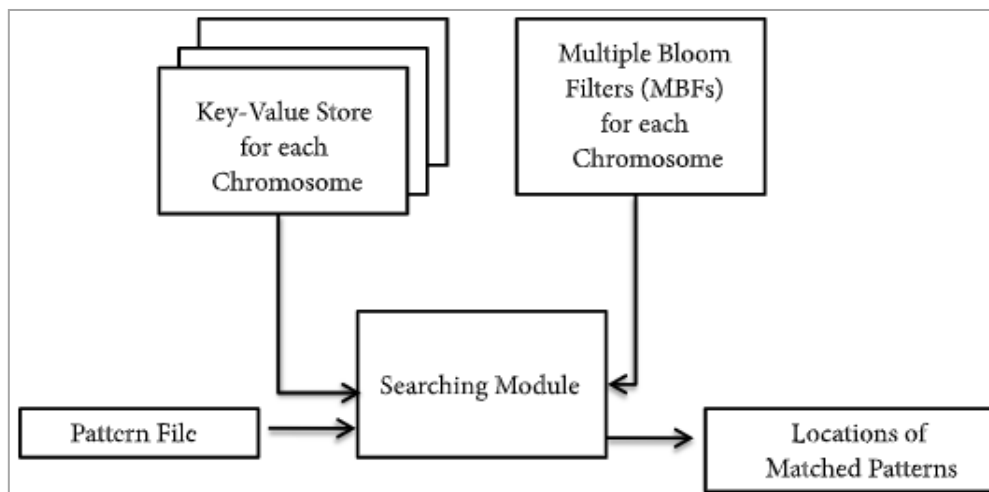 Key-Value Store
for each
Chromosome
Multiple Bloom
Filters (MBFs)
for each
Chromosome
Searching Module
Pattern File
Locations of
Matched Patterns